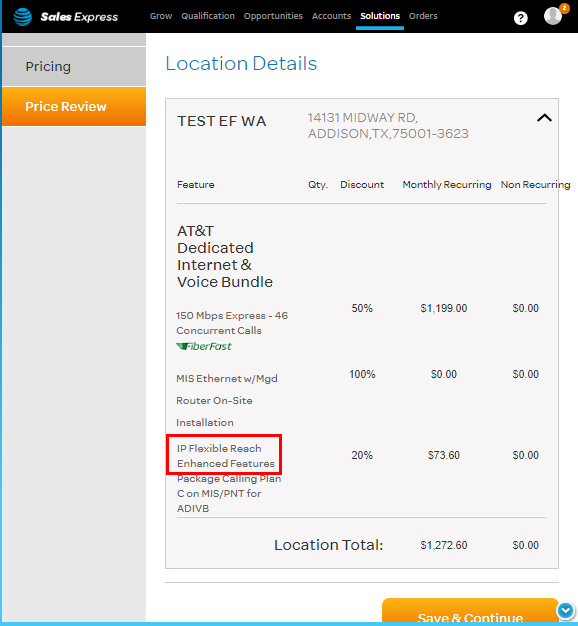 Sales Express
Grow Qualification Opportunities Accounts Solutions Orders
? 2
Pricing
Price Review
Location Details
TEST EF WA
14131 MIDWAY RD,
ADDISON,TX,75001-3623
Feature Qty. Discount Monthly Recurring Non Recurring
AT&T
Dedicated
Internet &
Voice Bundle
150 Mbps Express - 46 50% $1,199.00 $0.00
Concurrent Calls
FiberFast
MIS Ethernet w/Mgd 100% $0.00 $0.00
Router On-Site
Installation
IP Flexible Reach 20% $73.60 $0.00
Enhanced Features
Package Calling Plan
C on MIS/PNT for
ADIVB
Location Total: $1,272.60 $0.00
Save & Continue